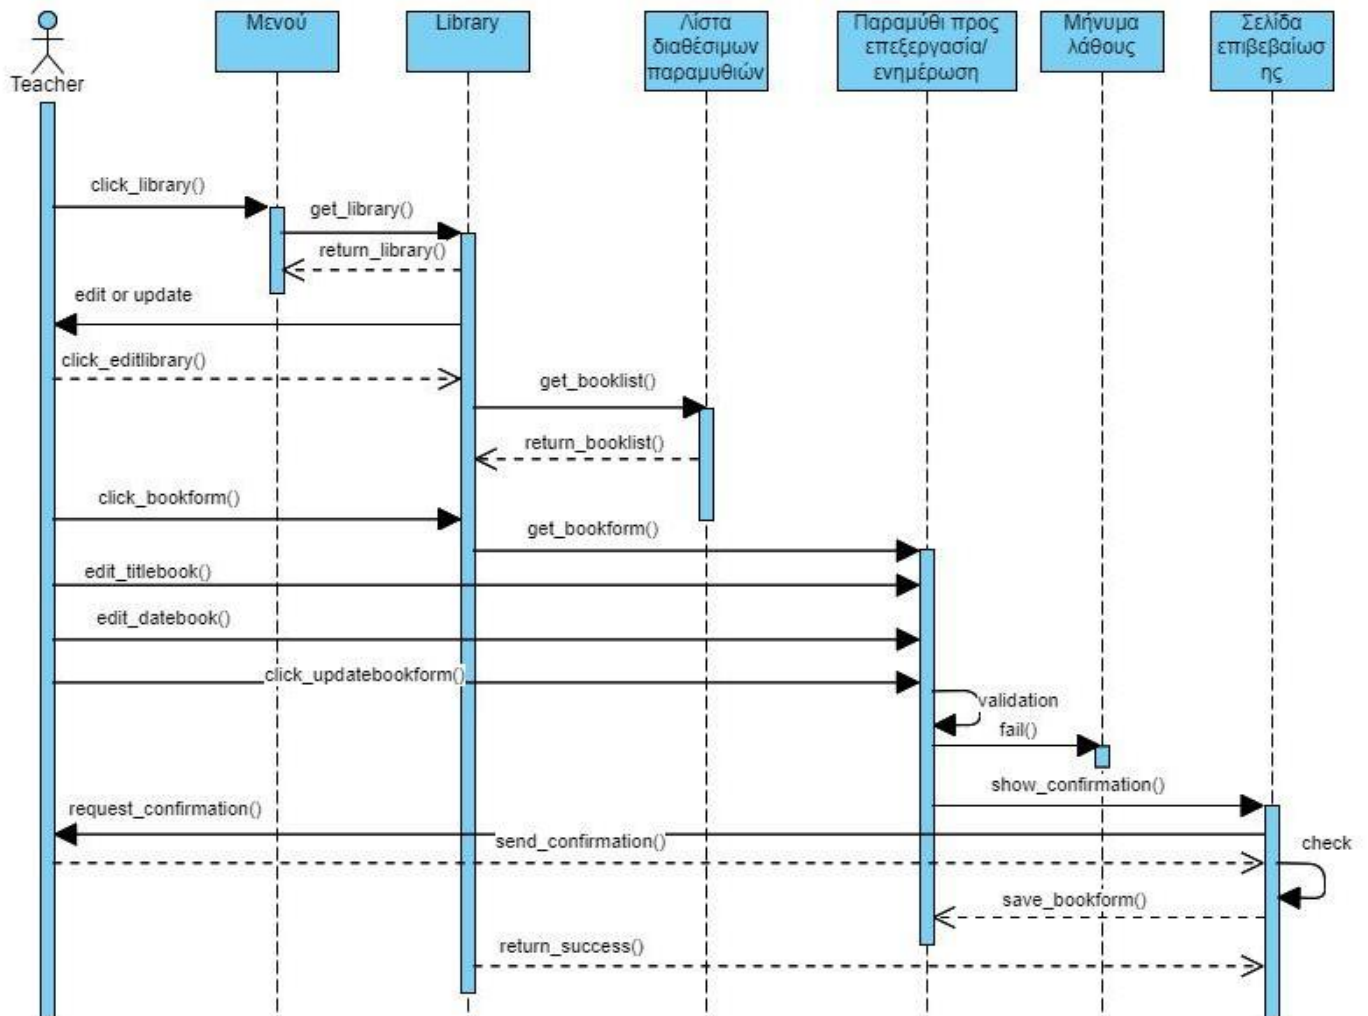 Μενού
Library
Λίστα
διαθέσιμων
παραμυθιών
Παραμύθι προς
επεξεργασία/
ενημέρωση
Μήνυμα
λάθους
Σελίδα
επιβεβαίωσ
ης
Teacher
click_library()
get_library()
return_library()
edit or update
click_editlibrary()
get_booklist()
return_booklist()
click_bookform()
get_bookform()
edit_titlebook()
edit_datebook()
click_updatebookform()
validation
fail()
show_confirmation()
request_confirmation()
send_confirmation()
check
save_bookform()
return_success()